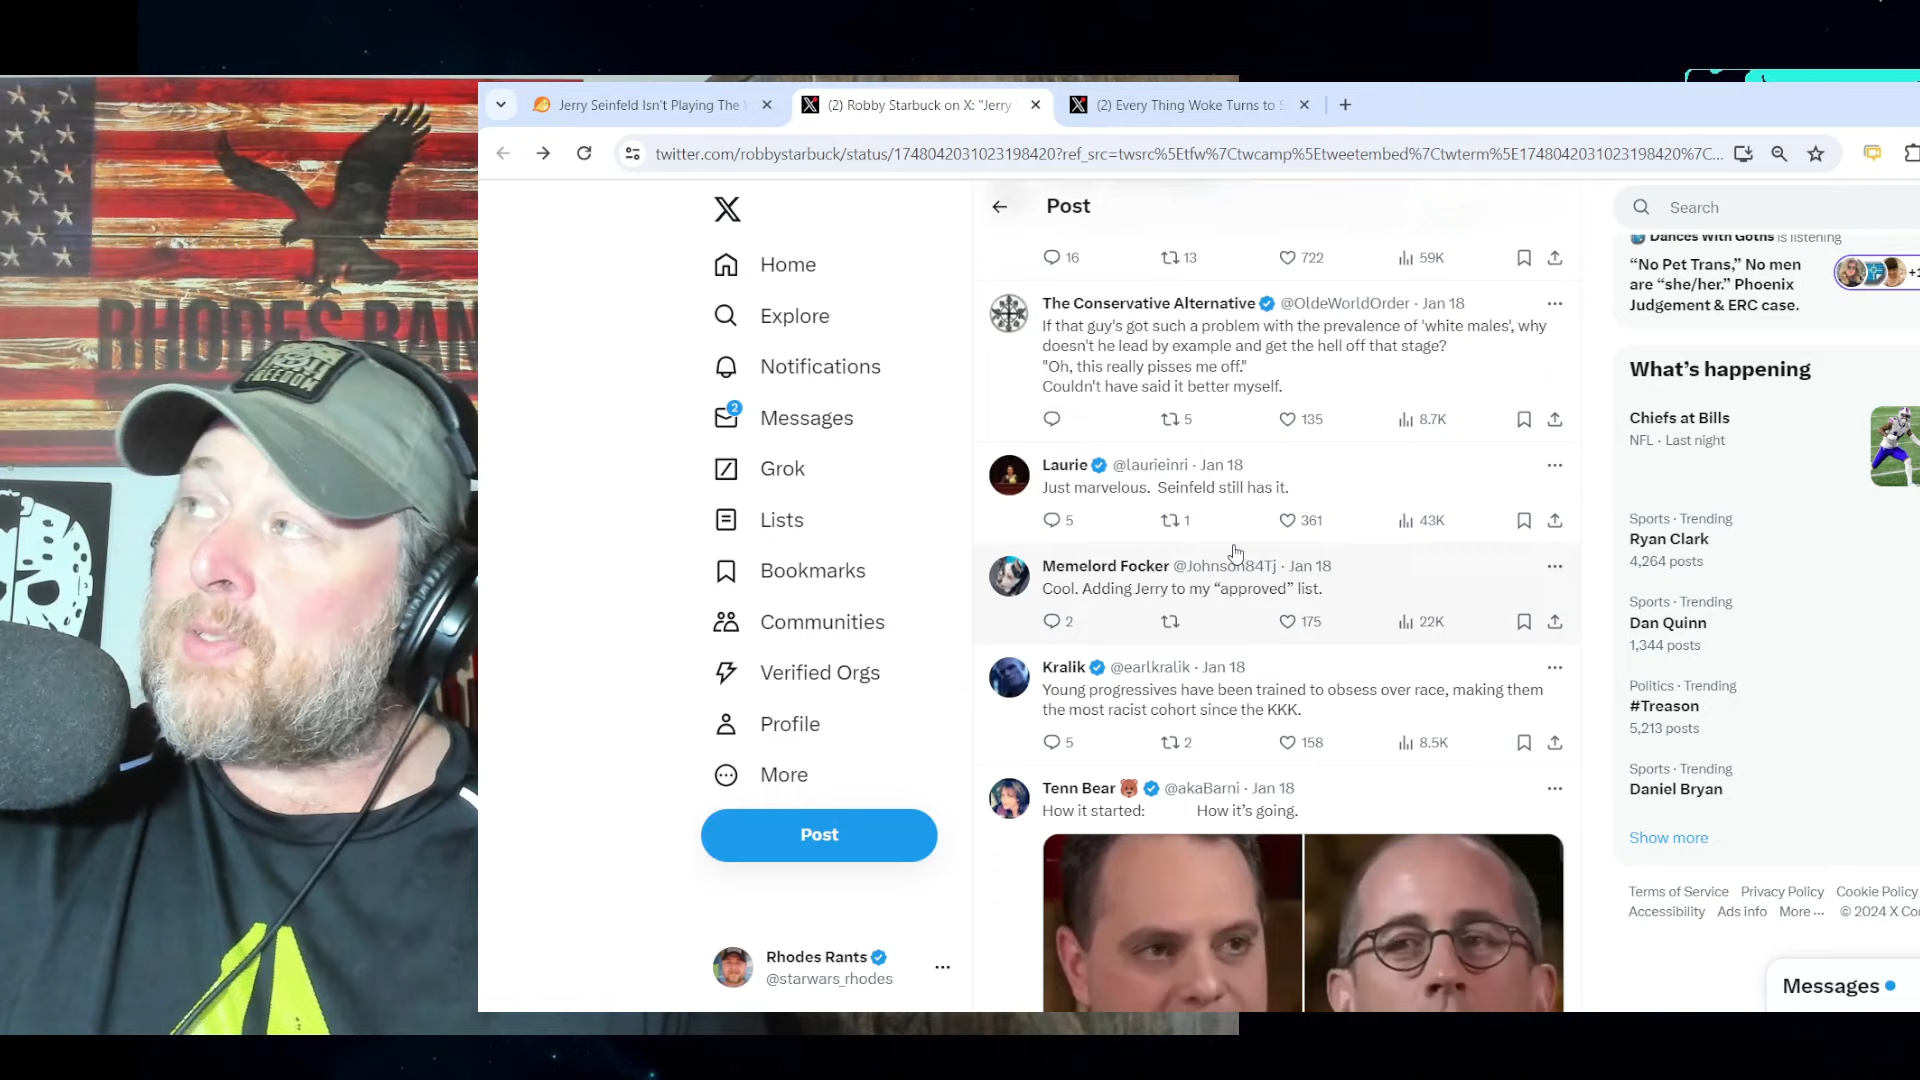 Jerry Seinfeld Isn't Playing The
(2) Robby Starbuck on X: "Jerry
(2) Every Thing Woke Turns to S
twitter.com/robbystarbuck/status/1748042031023198420?ref_src=twsrc%5Etfw%7Ctwcamp%5Etweetembed%7Ctwterm%5E1748042031023198420%7C...
RHODES RAN
FREEDOM
Home
Explore
Notifications
2
Messages
Grok
Lists
Bookmarks
Communities
Verified Orgs
Profile
More
Post
Rhodes Rants
@starwars_rhodes
Post
16 13 722 59K
The Conservative Alternative @OldeWorldOrder · Jan 18
If that guy's got such a problem with the prevalence of 'white males', why
doesn't he lead by example and get the hell off that stage?
"Oh, this really pisses me off."
Couldn't have said it better myself.
5 135 8.7K
Laurie @laurieinri · Jan 18
Just marvelous. Seinfeld still has it.
5 1 361 43K
Memelord Focker @Johnson84Tj · Jan 18
Cool. Adding Jerry to my “approved” list.
2 175 22K
Kralik @earlkralik · Jan 18
Young progressives have been trained to obsess over race, making them
the most racist cohort since the KKK.
5 2 158 8.5K
Tenn Bear @akaBarni · Jan 18
How it started: How it’s going.
Search
Dances With Goths is listening
“No Pet Trans,” No men
are “she/her.” Phoenix
Judgement & ERC case.
+1
What’s happening
Chiefs at Bills
NFL · Last night
Sports · Trending
Ryan Clark
4,264 posts
Sports · Trending
Dan Quinn
1,344 posts
Politics · Trending
#Treason
5,213 posts
Sports · Trending
Daniel Bryan
Show more
Terms of Service Privacy Policy Cookie Policy
Accessibility Ads info More ... © 2024 X Co
Messages